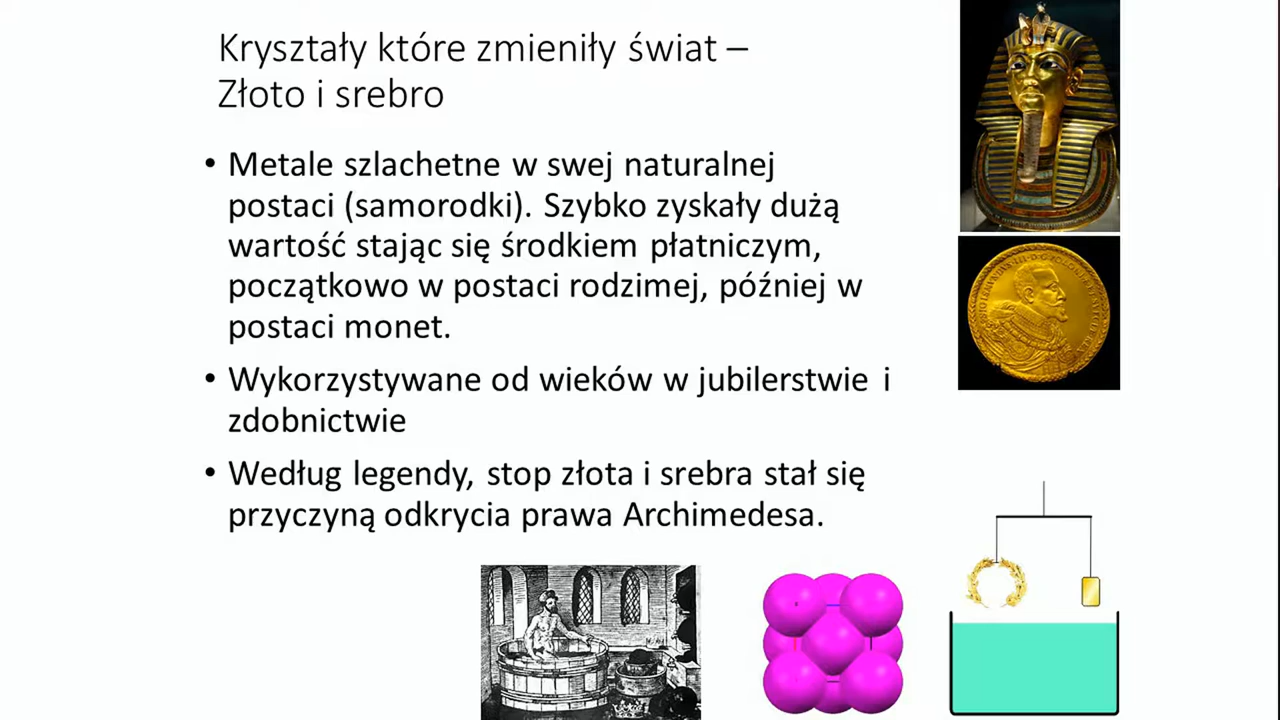 Kryształy które zmieniły świat –
Złoto i srebro
• Metale szlachetne w swej naturalnej
postaci (samorodki). Szybko zyskały dużą
wartość stając się środkiem płatniczym,
początkowo w postaci rodzimej, później w
postaci monet.
• Wykorzystywane od wieków w jubilerstwie i
zdobnictwie
• Według legendy, stop złota i srebra stał się
przyczyną odkrycia prawa Archimedesa.